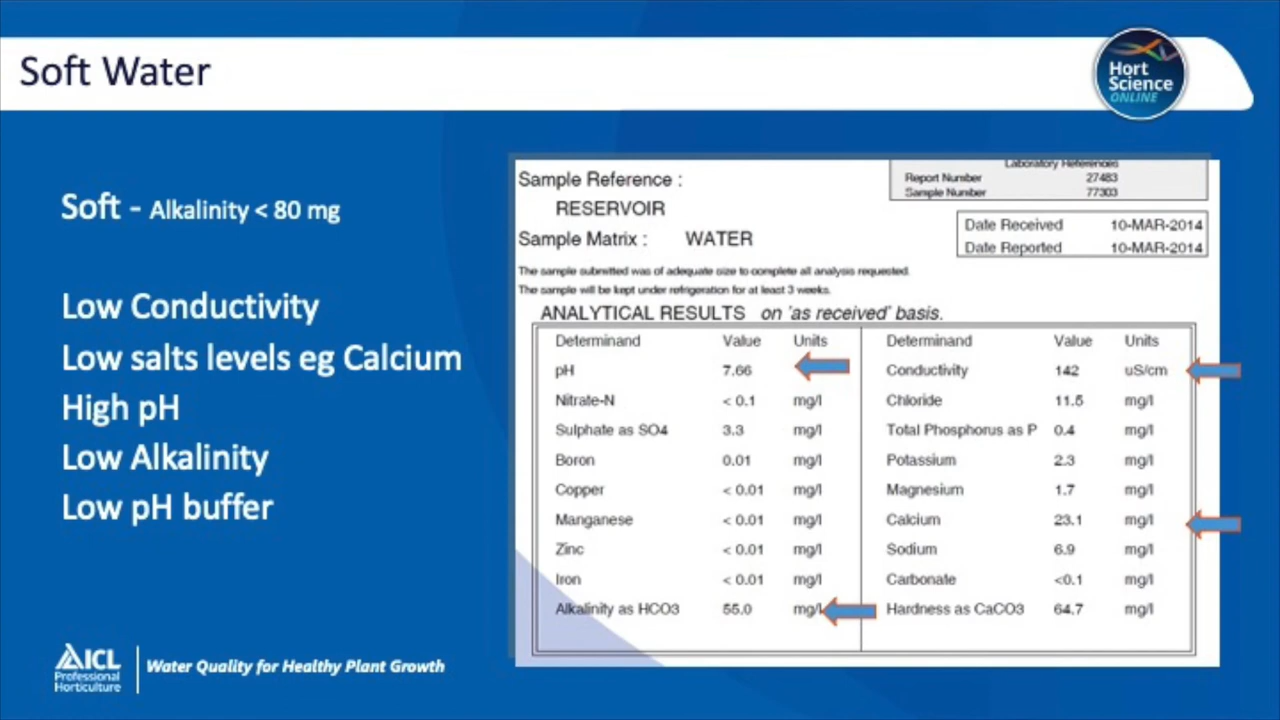 Soft Water
Hort
Science
ONLINE
Soft - Alkalinity < 80 mg
Low Conductivity
Low salts levels eg Calcium
High pH
Low Alkalinity
Low pH buffer
Laboratory References
Report Number 27483
Sample Number 77303
Sample Reference :
RESERVOIR
Sample Matrix : WATER
Date Received 10-MAR-2014
Date Reported 10-MAR-2014
The sample submitted was of adequate size to complete all analysis requested.
The sample will be kept under refrigeration for at least 3 weeks.
ANALYTICAL RESULTS on 'as received' basis.
Determinand Value Units Determinand Value Units
pH 7.66 Conductivity 142 uS/cm
Nitrate-N < 0.1 mg/l Chloride 11.5 mg/l
Sulphate as SO4 3.3 mg/l Total Phosphorus as P 0.4 mg/l
Boron 0.01 mg/l Potassium 2.3 mg/l
Copper < 0.01 mg/l Magnesium 1.7 mg/l
Manganese < 0.01 mg/l Calcium 23.1 mg/l
Zinc < 0.01 mg/l Sodium 6.9 mg/l
Iron < 0.01 mg/l Carbonate <0.1 mg/l
Alkalinity as HCO3 55.0 mg/l Hardness as CaCO3 64.7 mg/l
ICL
Professional
Horticulture
Water Quality for Healthy Plant Growth